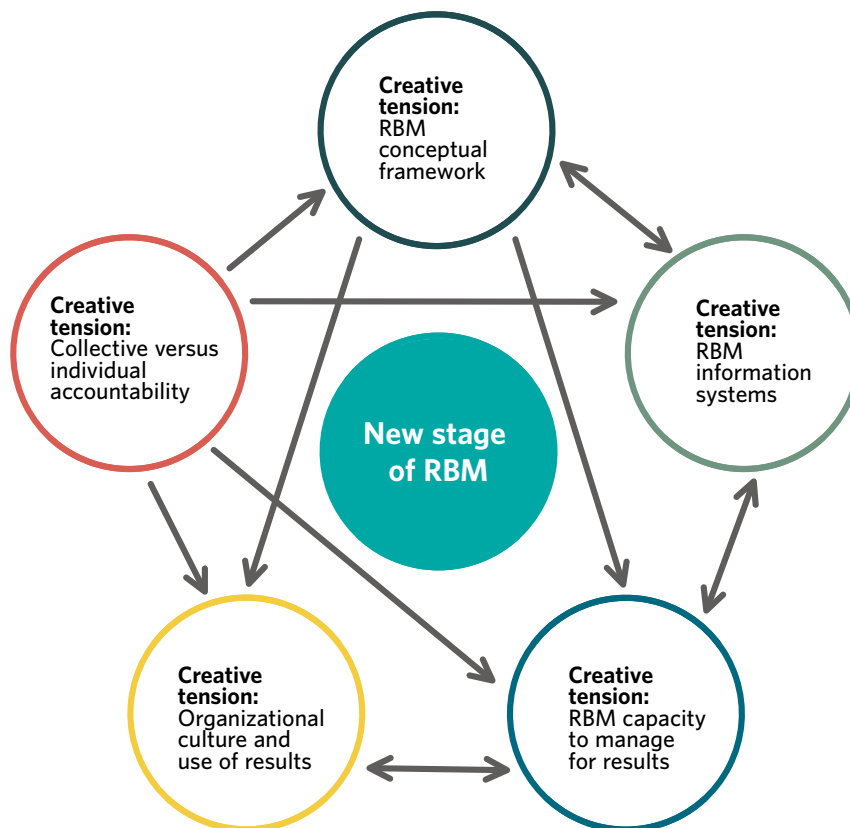 Creative
tension:
RBM
conceptual
framework
Creative
tension:
Collective versus
individual
accountability
Creative
tension:
RBM
information
systems
New stage
of RBM
Creative
tension:
Organizational
culture and
use of results
Creative
tension:
RBM capacity
to manage
for results